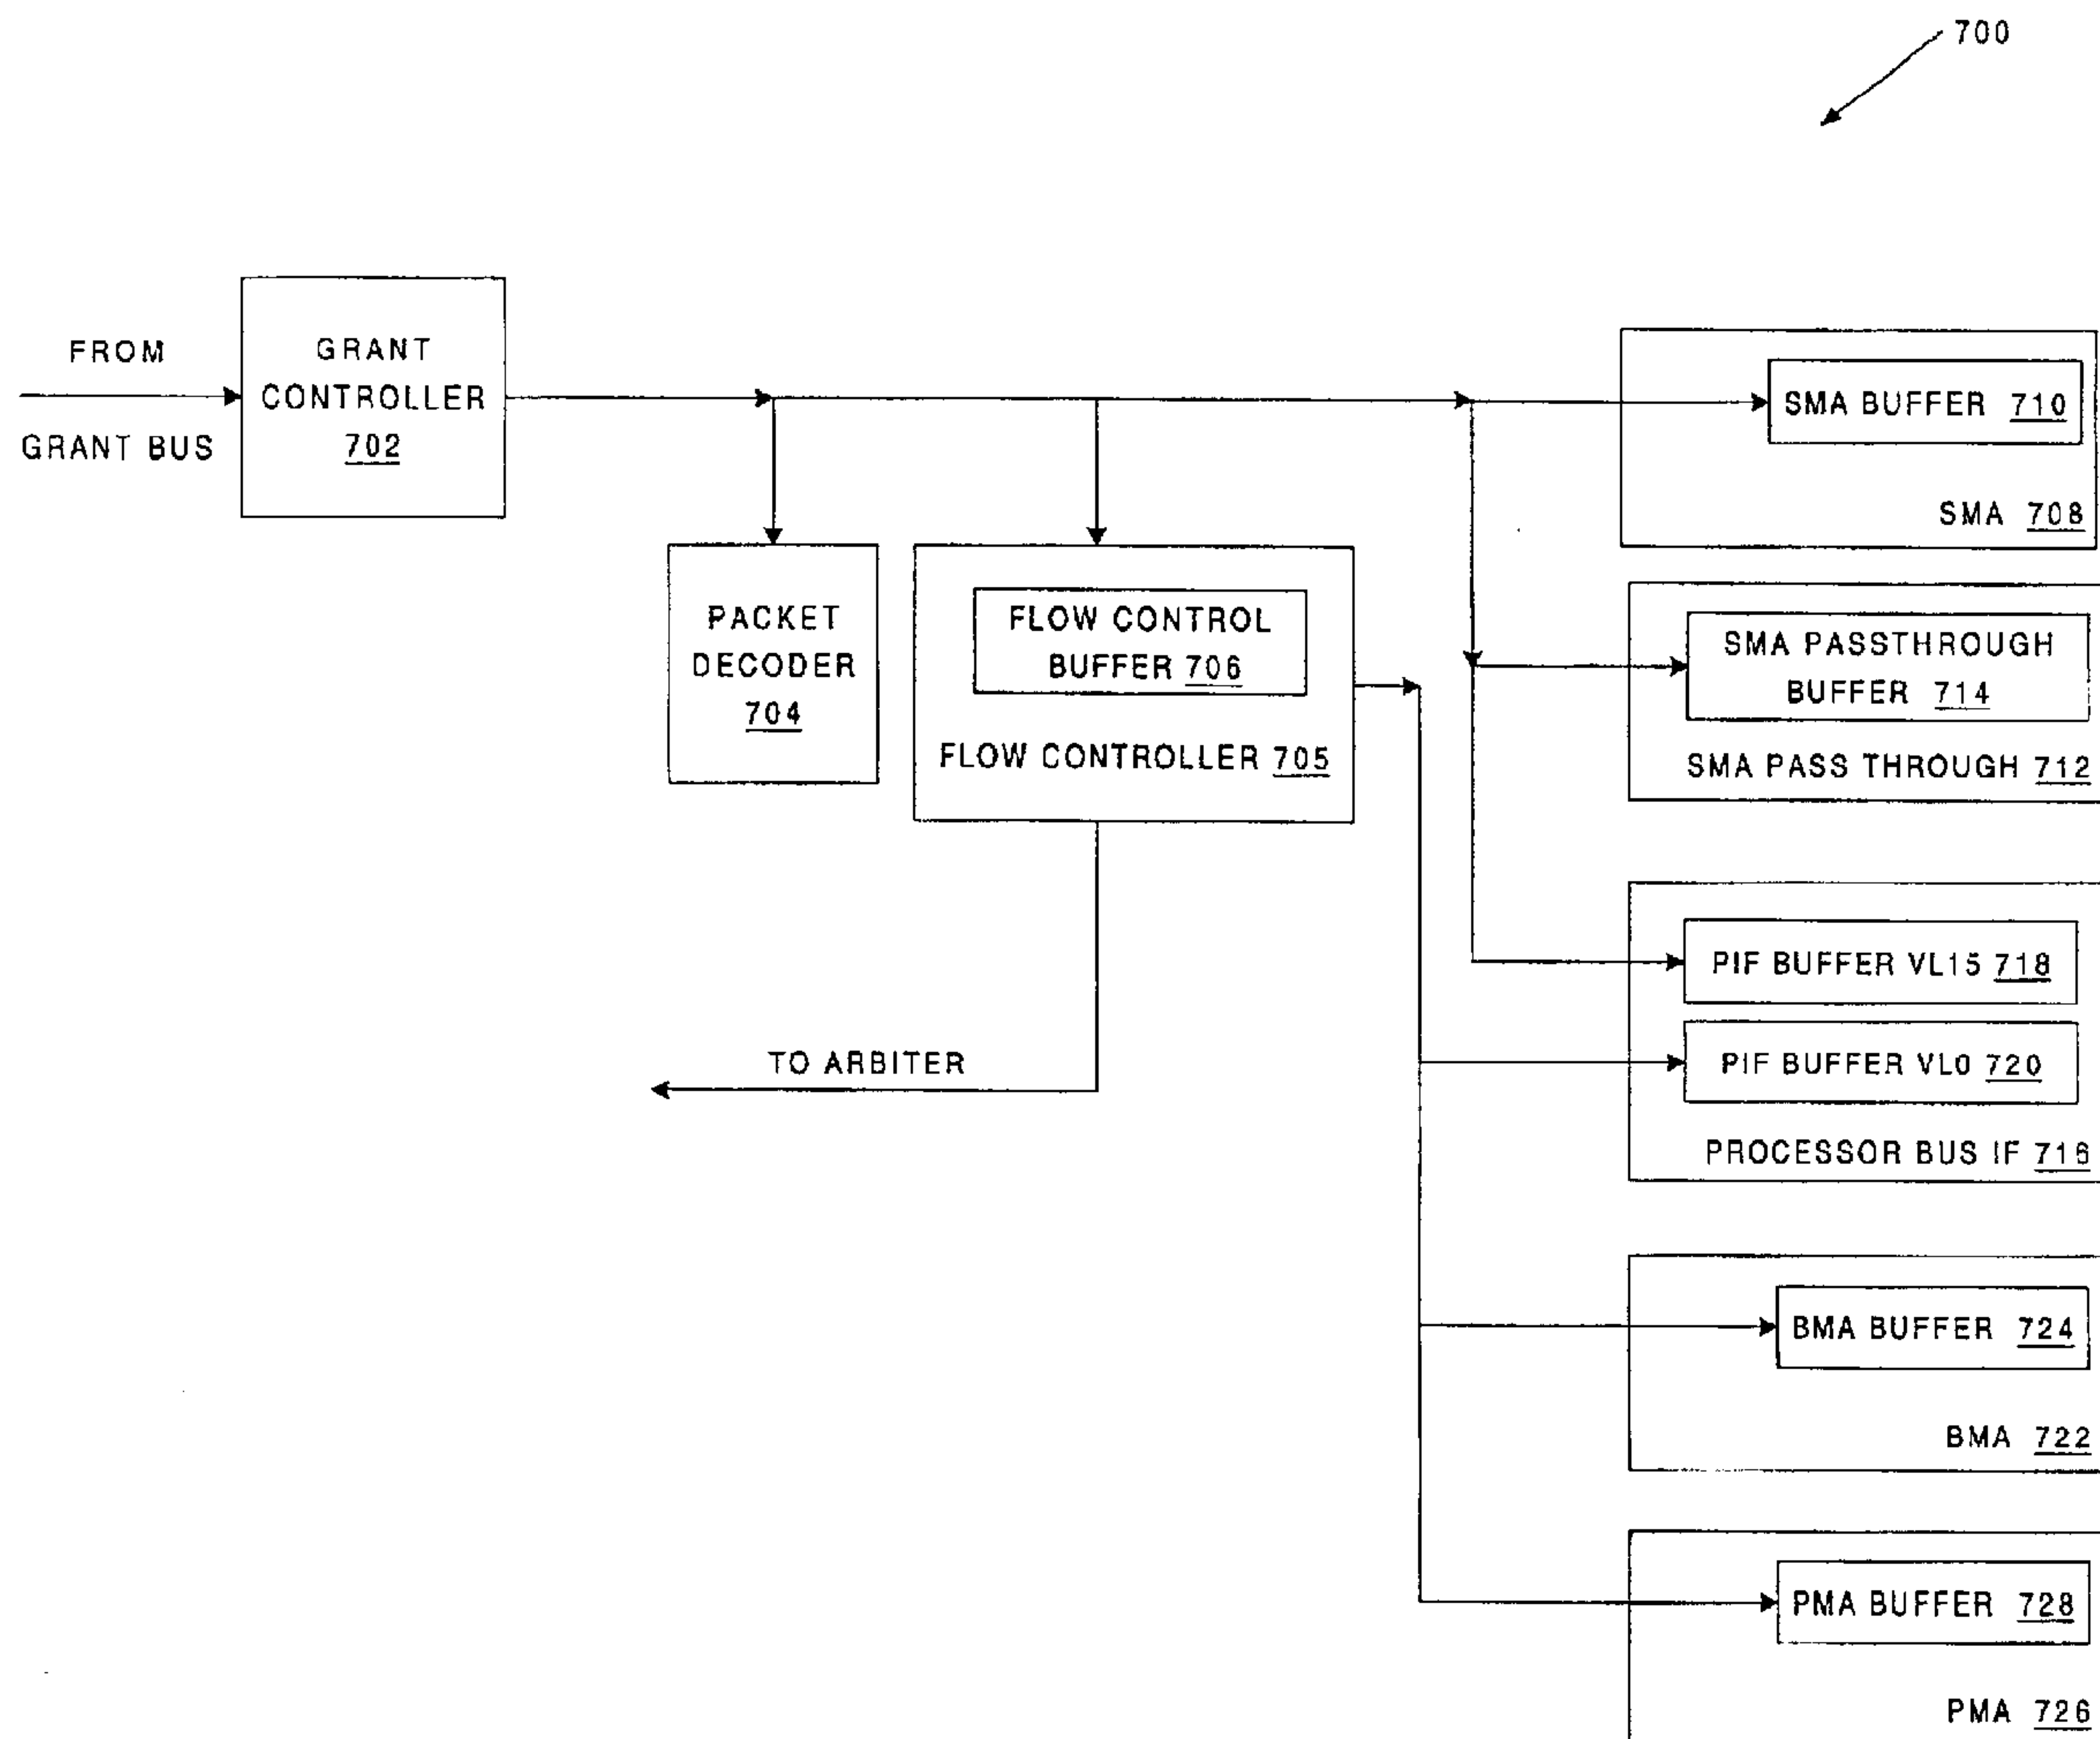 700
FROM
GRANT BUS
GRANT
CONTROLLER
702
PACKET
DECODER
704
FLOW CONTROL
BUFFER 706
FLOW CONTROLLER 705
TO ARBITER
SMA BUFFER 710
SMA 708
SMA PASSTHROUGH
BUFFER 714
SMA PASS THROUGH 712
PIF BUFFER VL15 718
PIF BUFFER VL0 720
PROCESSOR BUS IF 716
BMA BUFFER 724
BMA 722
PMA BUFFER 728
PMA 726